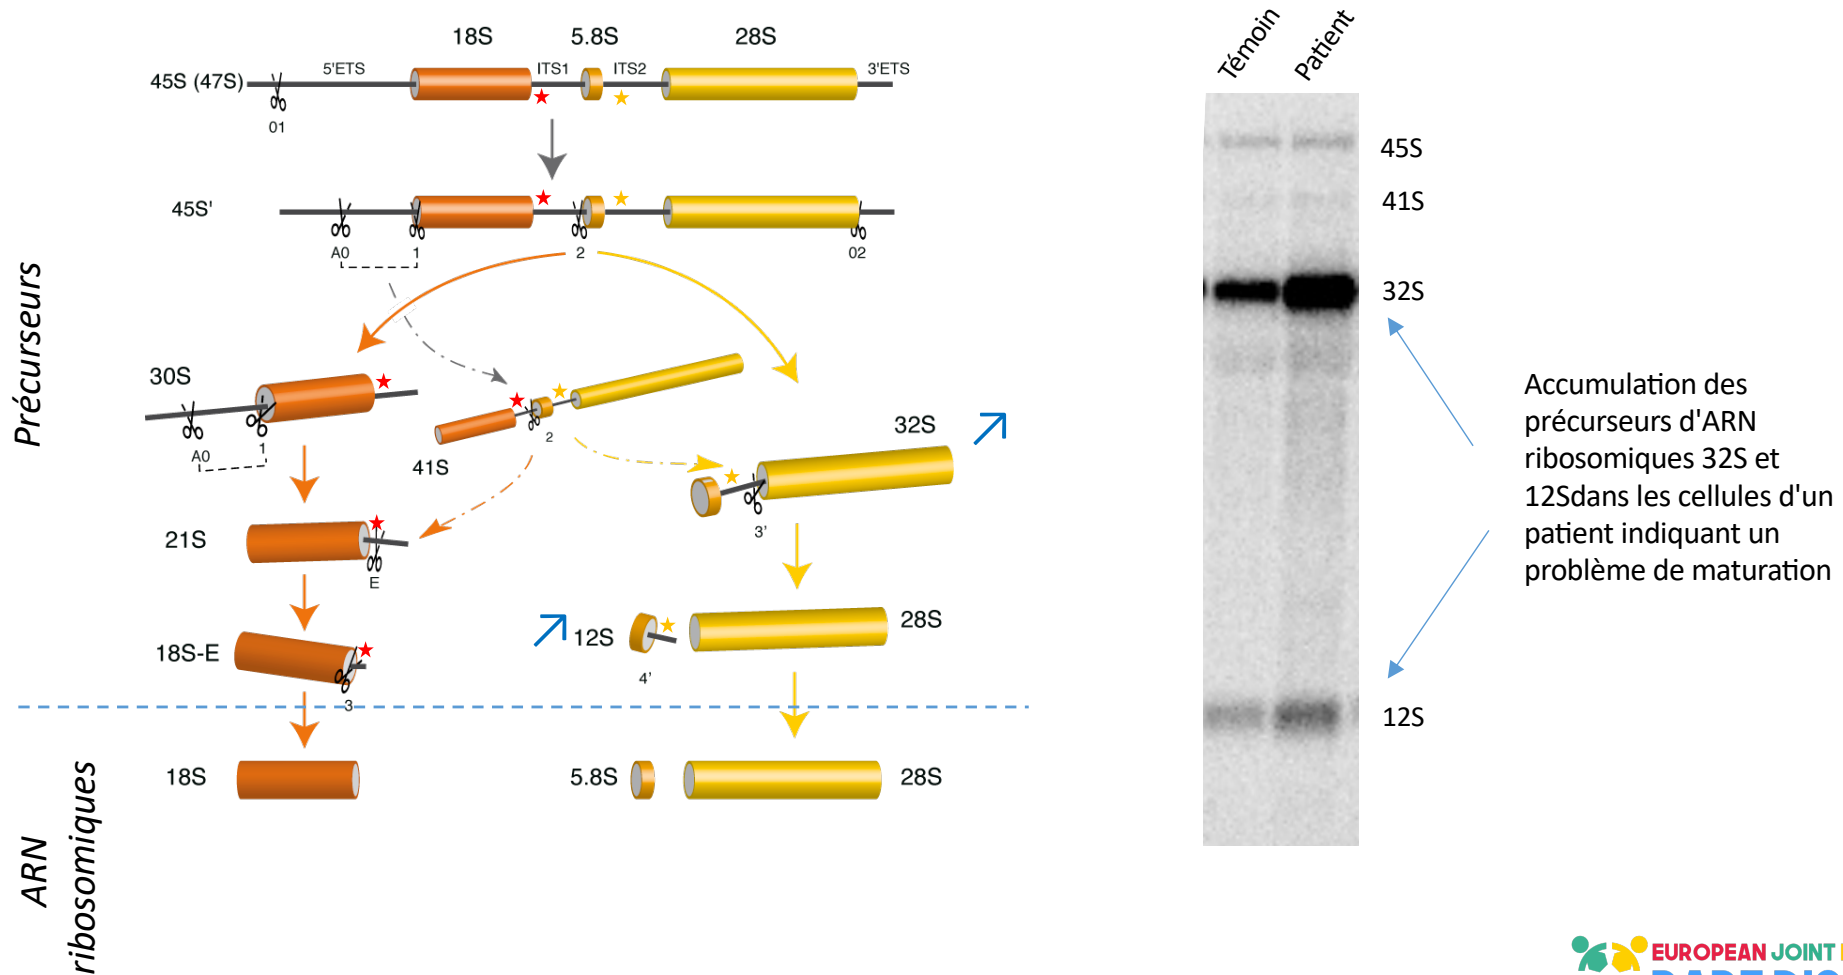 18S
5.8S
28S
45S (47S)
5'ETS
ITS1
ITS2
3'ETS
01
45S'
A0
1
2
02
Précurseurs
30S
A0
1
41S
2
32S
3'
21S
E
12S
4'
28S
18S-E
3
ARN
ribosomiques
18S
5.8S
28S
Témoin
Patient
45S
41S
32S
12S
Accumulation des
précurseurs d'ARN
ribosomiques 32S et
12Sdans les cellules d'un
patient indiquant un
problème de maturation
EUROPEAN JOINT